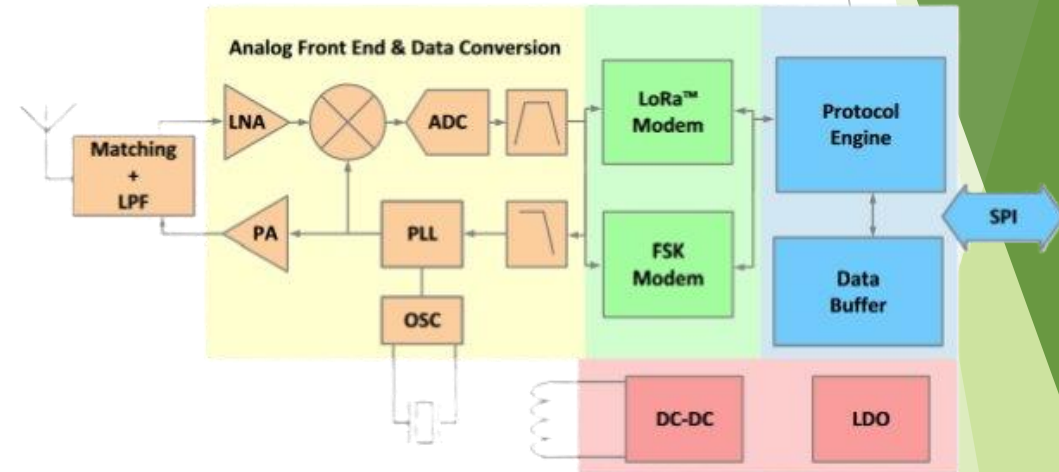 Analog Front End & Data Conversion
LNA
ADC
LoRa™
Modem
Protocol
Engine
Matching
+
LPF
PA
PLL
FSK
Modem
SPI
Data
Buffer
OSC
DC-DC
LDO